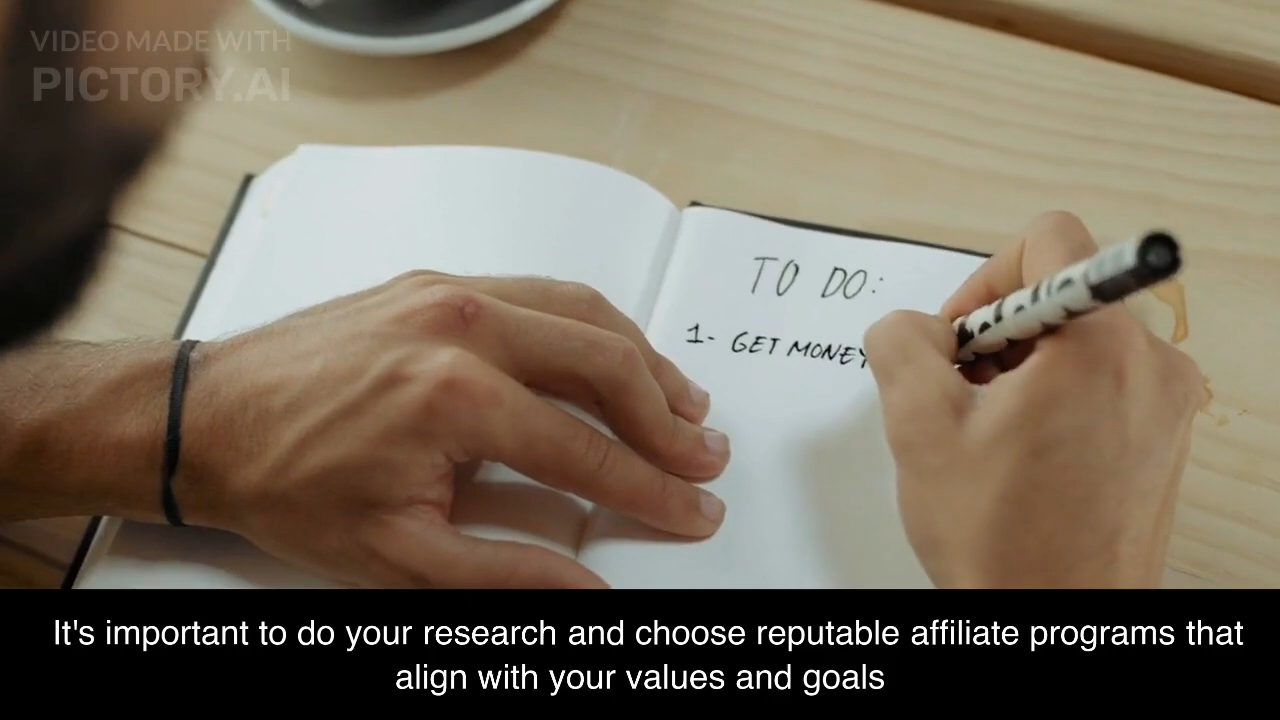 VIDEO MADE WITH
PICTORY.AI
TO DO:
1- GET MONEY
It's important to do your research and choose reputable affiliate programs that
align with your values and goals